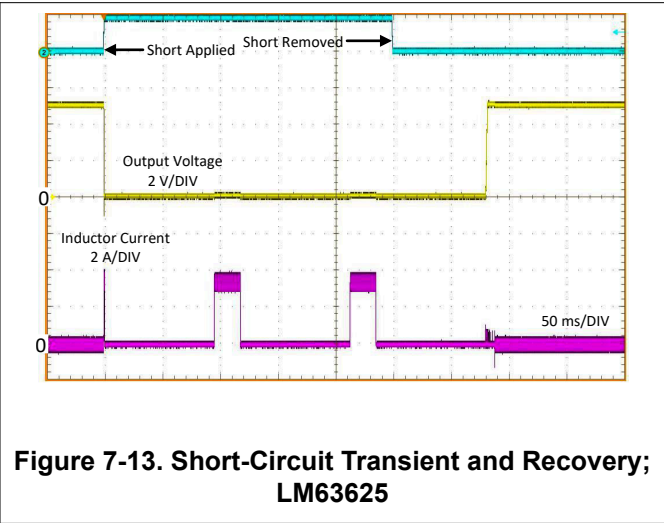 2
Short Applied
Short Removed
Output Voltage
2 V/DIV
0
Inductor Current
2 A/DIV
50 ms/DIV
0
Figure 7-13. Short-Circuit Transient and Recovery;
LM63625